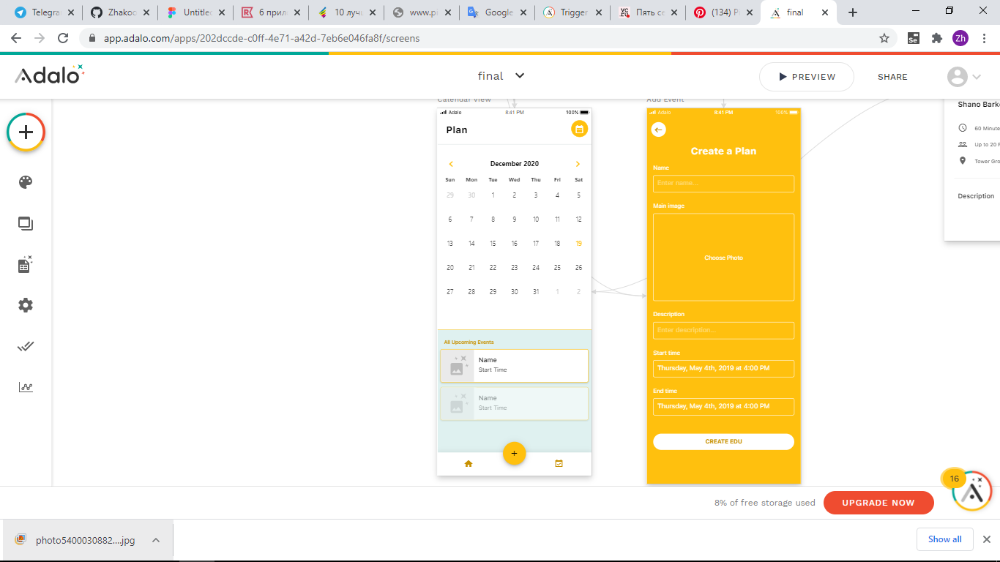 Telegra
Zhakoo
Untitlec
6 прил
10 луч
www.p
Google
Trigger
Пять се
(134) Pi
final
app.adalo.com/apps/202dccde-c0ff-4e71-a42d-7eb6e046fa8f/screens
Se
Zh
Adalo
final
PREVIEW
SHARE
Calendar View
Adalo 8:41 PM 100%
Plan
December 2020
Sun Mon Tue Wed Thu Fri Sat
29 30 1 2 3 4 5
6 7 8 9 10 11 12
13 14 15 16 17 18 19
20 21 22 23 24 25 26
27 28 29 30 31 1 2
All Upcoming Events
Name
Start Time
Name
Start Time
+
Add Event
Adalo 8:41 PM 100%
Create a Plan
Name
Enter name...
Main image
Choose Photo
Description
Enter description...
Start time
Thursday, May 4th, 2019 at 4:00 PM
End time
Thursday, May 4th, 2019 at 4:00 PM
CREATE EDU
Shano Bark
60 Minute
Up to 20 P
Tower Gro
Description
16
8% of free storage used
UPGRADE NOW
photo5400030882....jpg
Show all